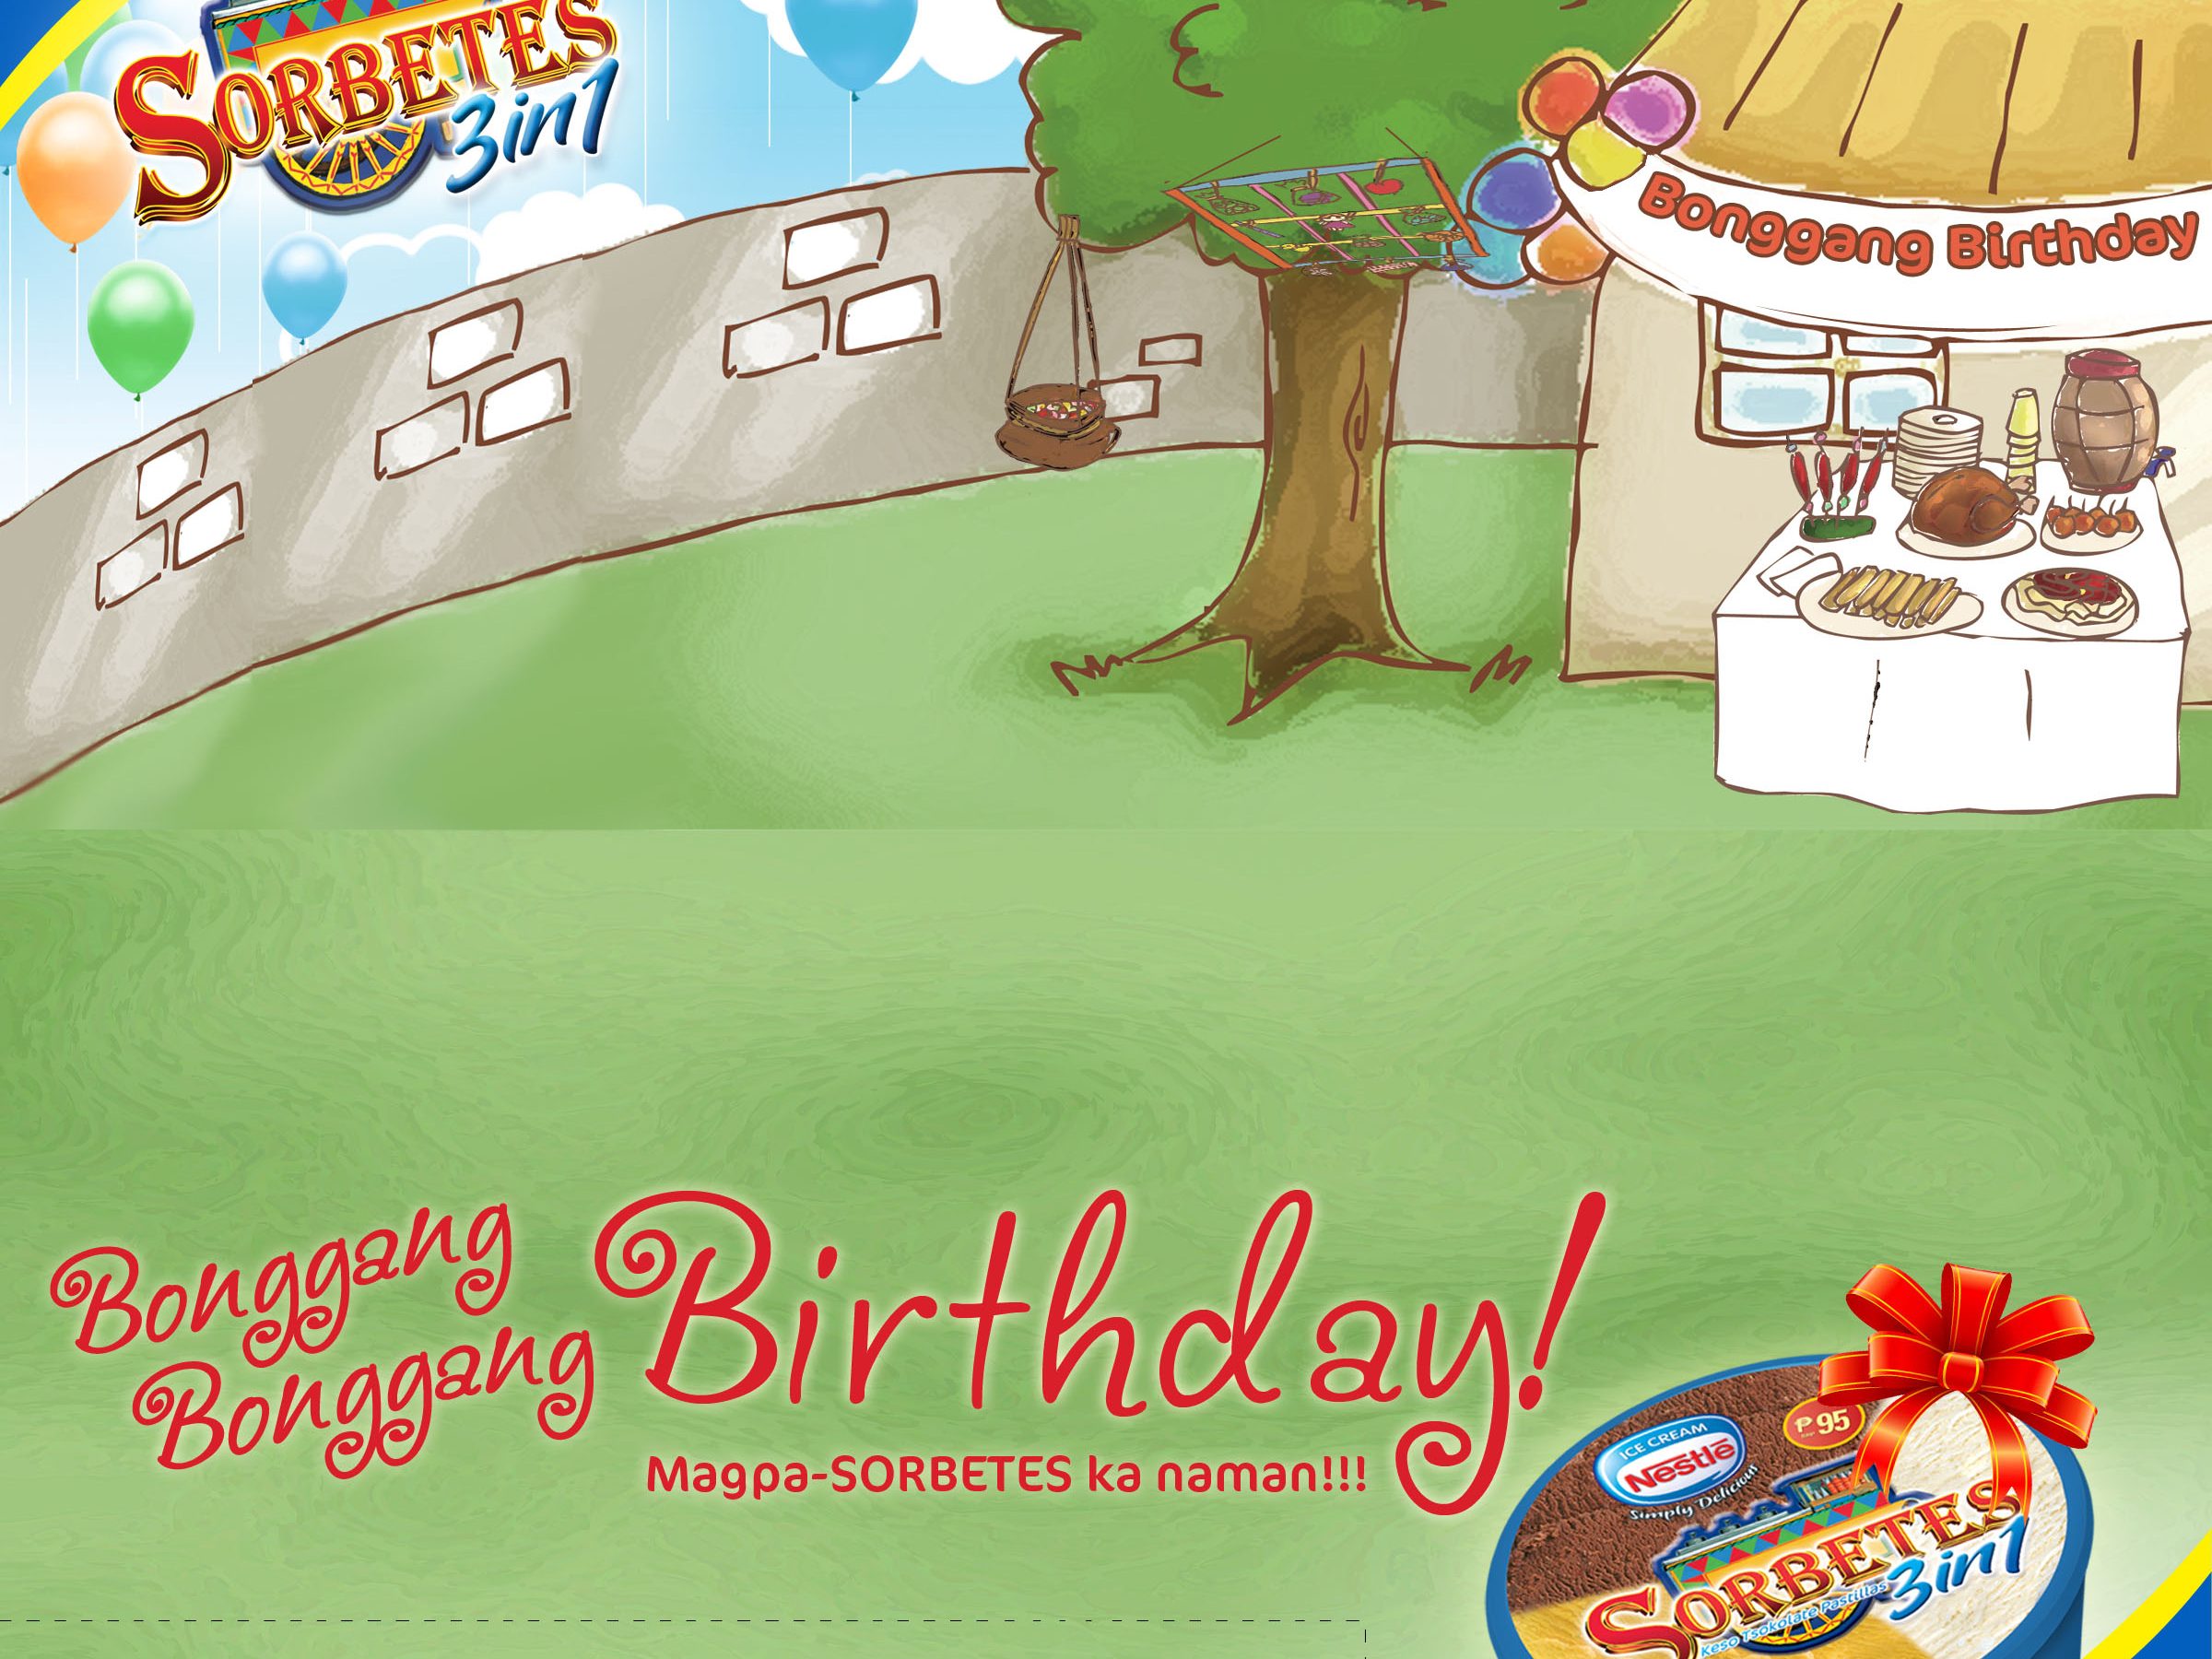 SORBETES
3in1
Bonggang Birthday
Bonggang
Bonggang
Birthday!
Magpa-SORBETES ka naman!!!
ICE CREAM
Nestlé
Simply Delicious
₱95
SORBETES
3in1
Keso Tsokolate Pastillas